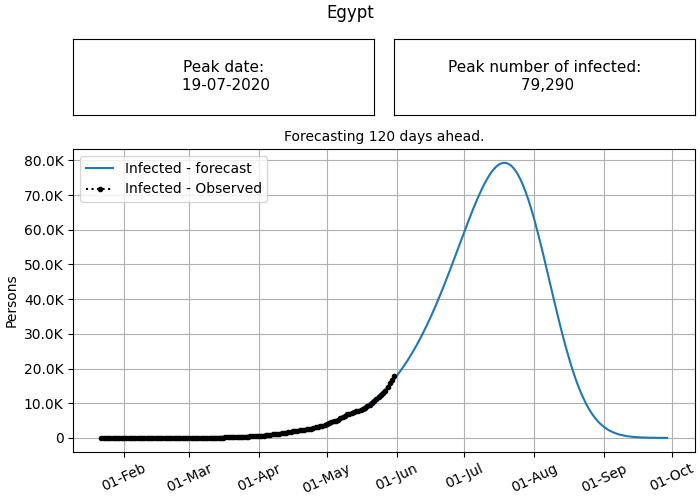 Egypt
Peak date:
19-07-2020
Peak number of infected:
79,290
Forecasting 120 days ahead.
Infected - forecast
Infected - Observed
80.0K
70.0K
60.0K
50.0K
40.0K
30.0K
20.0K
10.0K
0
Persons
01-Feb
01-Mar
01-Apr
01-May
01-Jun
01-Jul
01-Aug
01-Sep
01-Oct